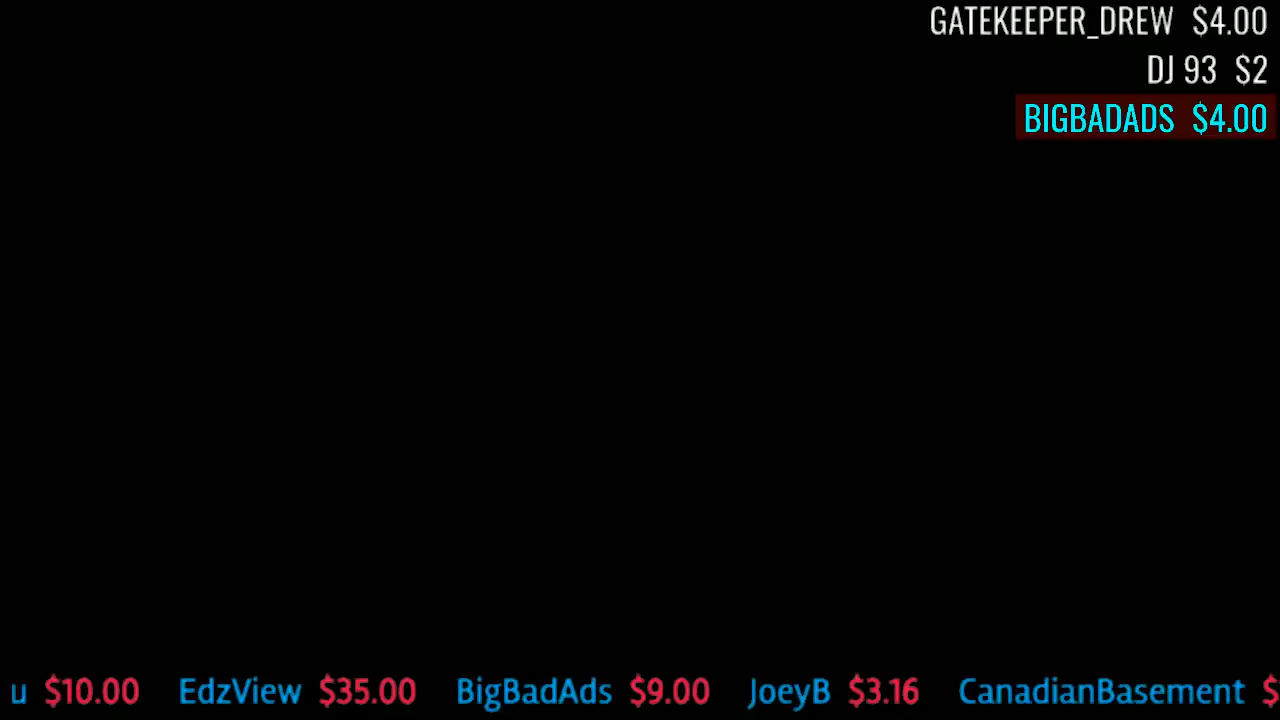 GATEKEEPER_DREW $4.00
DJ 93 $2
BIGBADADS $4.00
u $10.00 EdzView $35.00 BigBadAds $9.00 JoeyB $3.16 CanadianBasement $